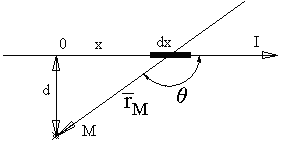 0 x dx I
d r̅M θ
M